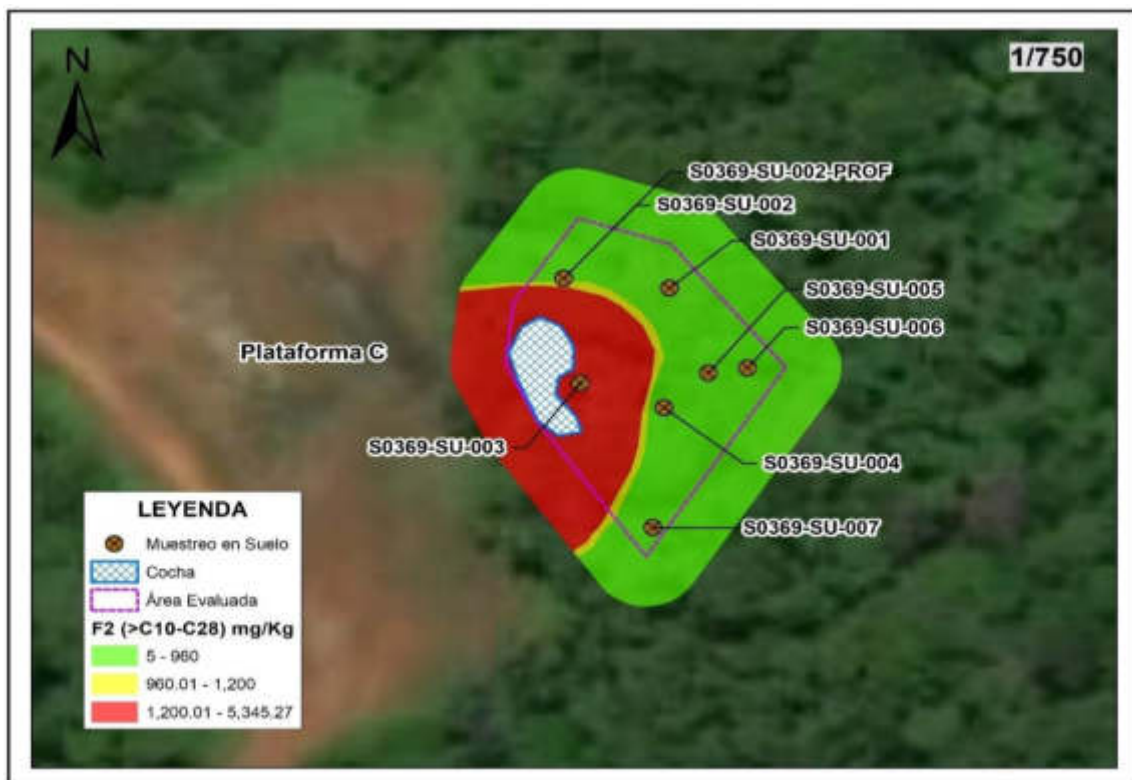 N
1/750
S0369-SU-002-PROF
S0369-SU-002
S0369-SU-001
S0369-SU-005
S0369-SU-006
Plataforma C
S0369-SU-003
S0369-SU-004
S0369-SU-007
LEYENDA
Muestreo en Suelo
Cocha
Área Evaluada
F2 (>C10-C28) mg/Kg
5 - 960
960.01 - 1,200
1,200.01 - 5,345.27